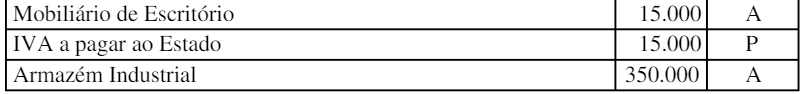 Mobiliário de Escritório 15.000 A
IVA a pagar ao Estado 15.000 P
Armazém Industrial 350.000 A